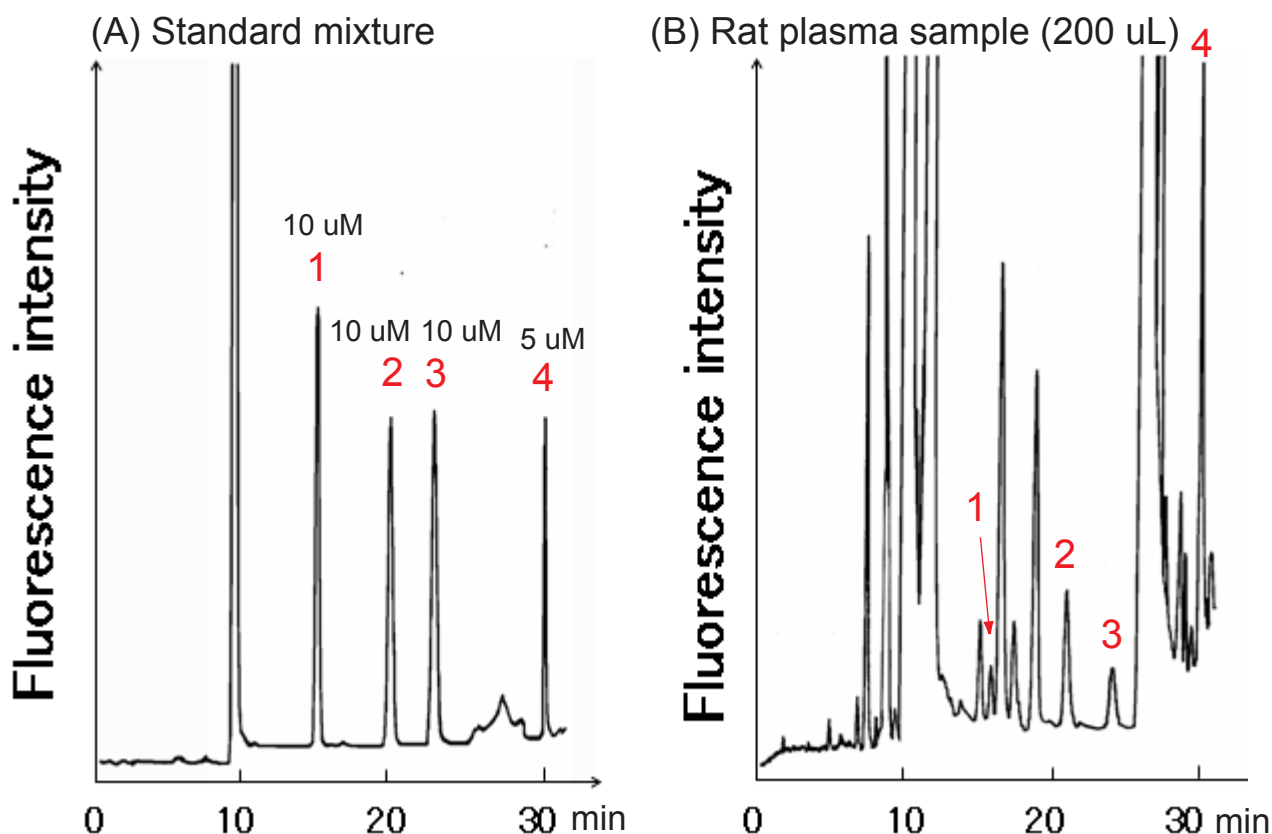 (A) Standard mixture
Fluorescence intensity
10 uM
1
10 uM 10 uM 5 uM
2 3 4
0 10 20 30 min
(B) Rat plasma sample (200 uL)
4
Fluorescence intensity
1
2
3
0 10 20 30 min